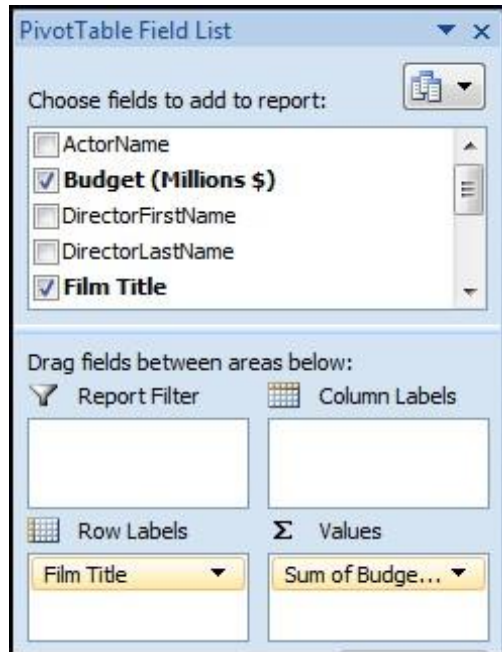 PivotTable Field List
Choose fields to add to report:
ActorName
Budget (Millions $)
DirectorFirstName
DirectorLastName
Film Title
Drag fields between areas below:
Report Filter
Column Labels
Row Labels
Σ Values
Film Title
Sum of Budge...